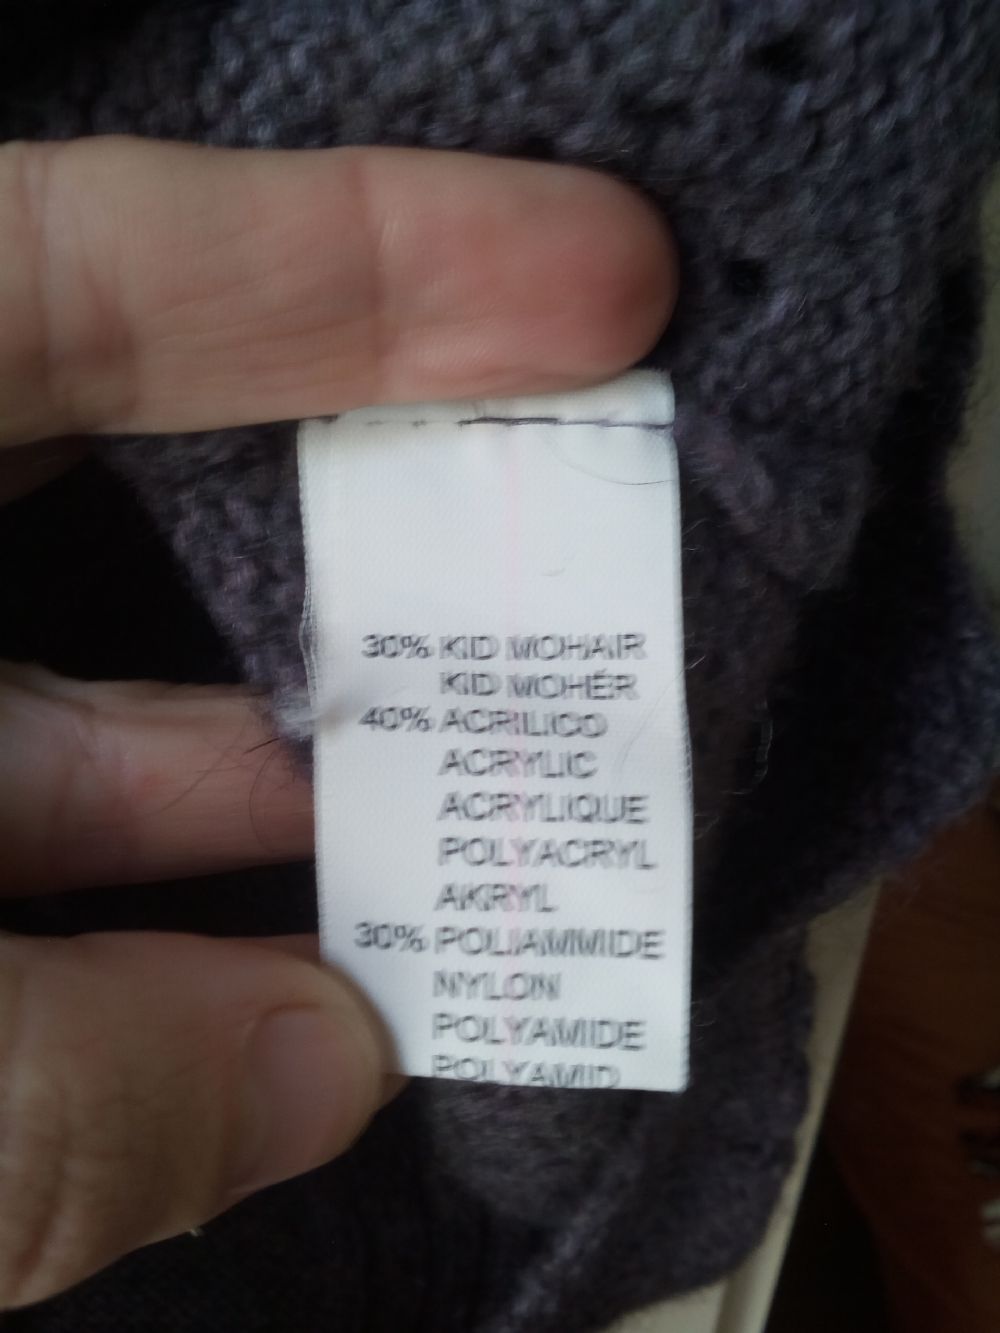 30% KID MOHAIR
KID MOHÉR
40% ACRILICO
ACRYLIC
ACRYLIQUE
POLYACRYL
AKRYL
30% POLIAMMIDE
NYLON
POLYAMIDE
POLYAMID